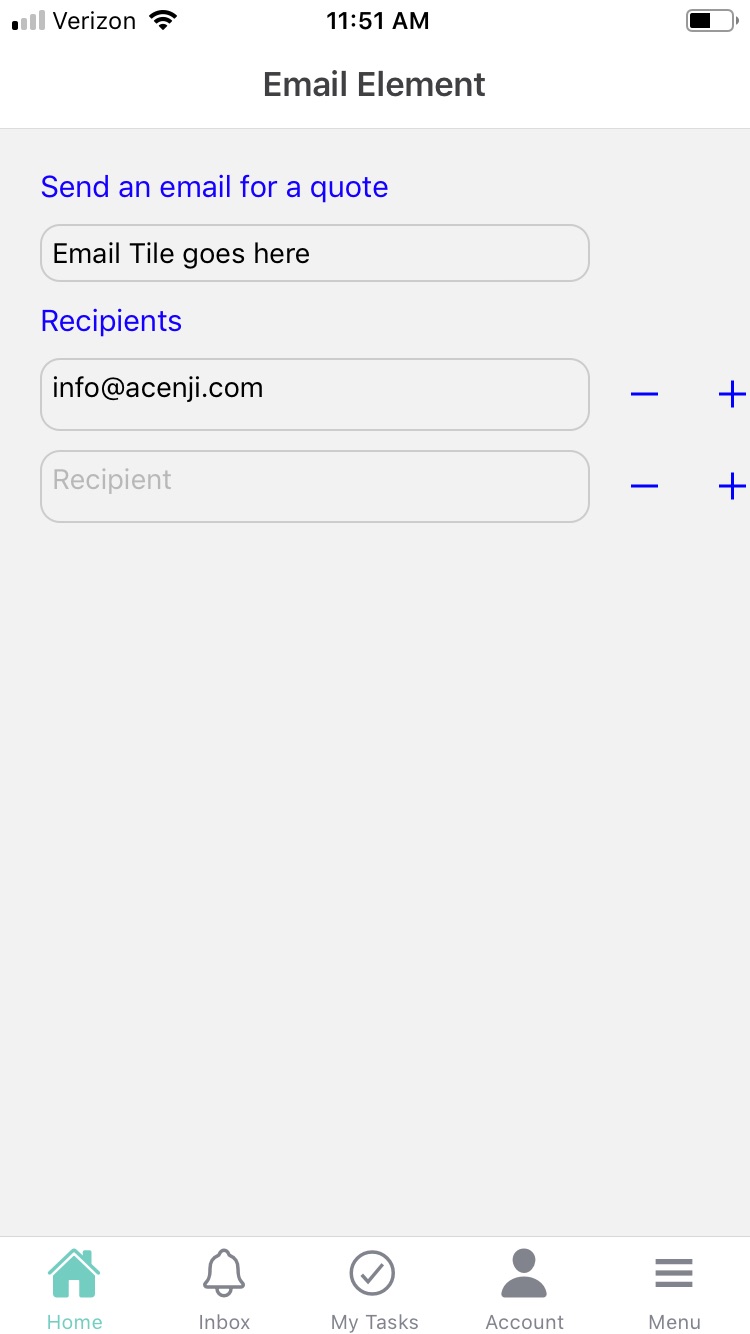 Verizon 11:51 AM
Email Element
Send an email for a quote
Email Tile goes here
Recipients
info@acenji.com
Recipient
Home Inbox My Tasks Account Menu